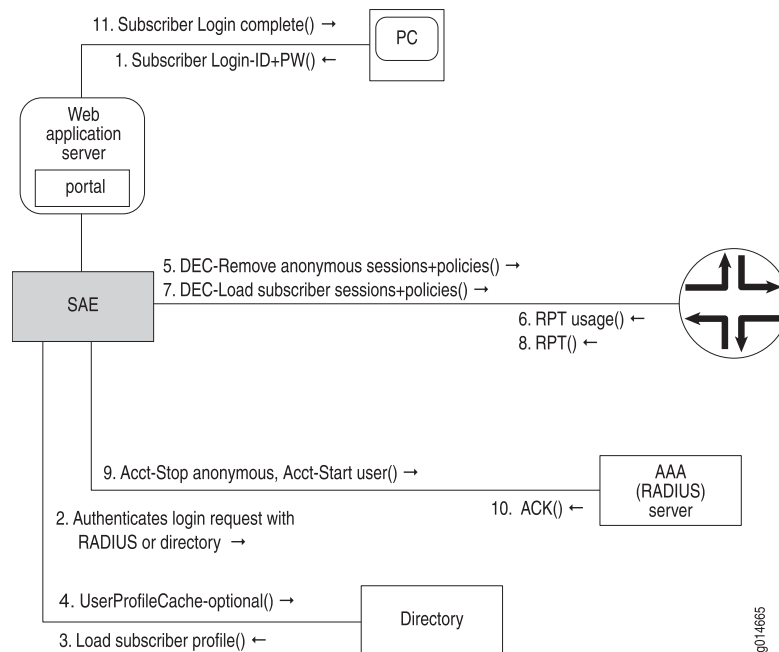 11. Subscriber Login complete() →
PC
1. Subscriber Login-ID+PW() ←
Web
application
server
portal
5. DEC-Remove anonymous sessions+policies() →
7. DEC-Load subscriber sessions+policies() →
SAE
6. RPT usage() ←
8. RPT() ←
9. Acct-Stop anonymous, Acct-Start user() →
AAA
(RADIUS)
server
10. ACK() ←
2. Authenticates login request with
RADIUS or directory →
4. UserProfileCache-optional() →
Directory
3. Load subscriber profile() ←
g014665